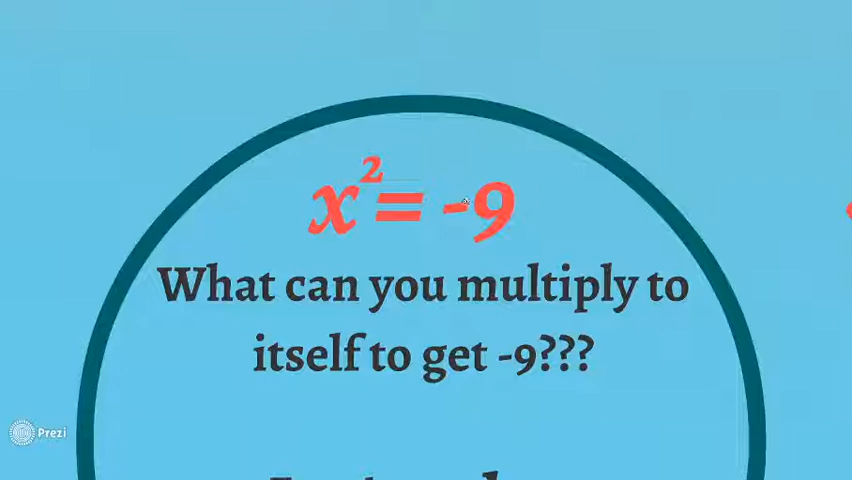 x²= -9
What can you multiply to
itself to get -9???
Prezi